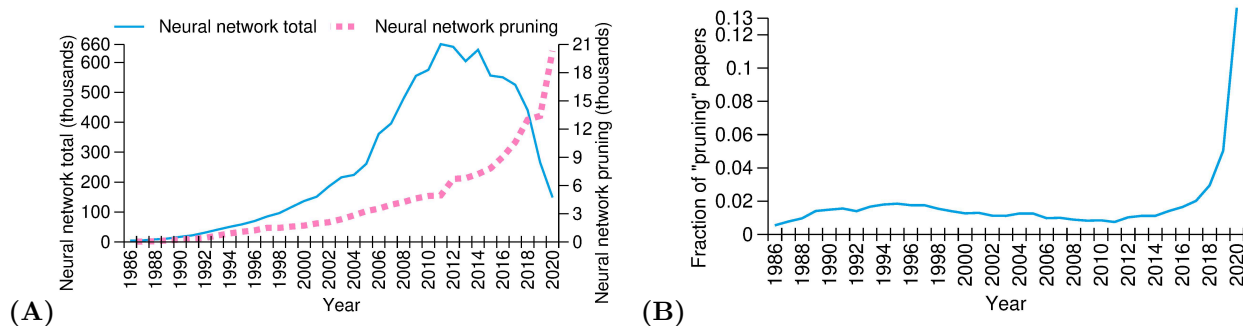 Neural network total Neural network pruning
Neural network total (thousands)
660
600
500
400
300
200
100
0
21
18
15
12
9
6
3
0
Neural network pruning (thousands)
1986 1988 1990 1992 1994 1996 1998 2000 2002 2004 2006 2008 2010 2012 2014 2016 2018 2020
Year
(A)
Fraction of "pruning" papers
0.13
0.1
0.08
0.06
0.04
0.02
0
1986 1988 1990 1992 1994 1996 1998 2000 2002 2004 2006 2008 2010 2012 2014 2016 2018 2020
Year
(B)